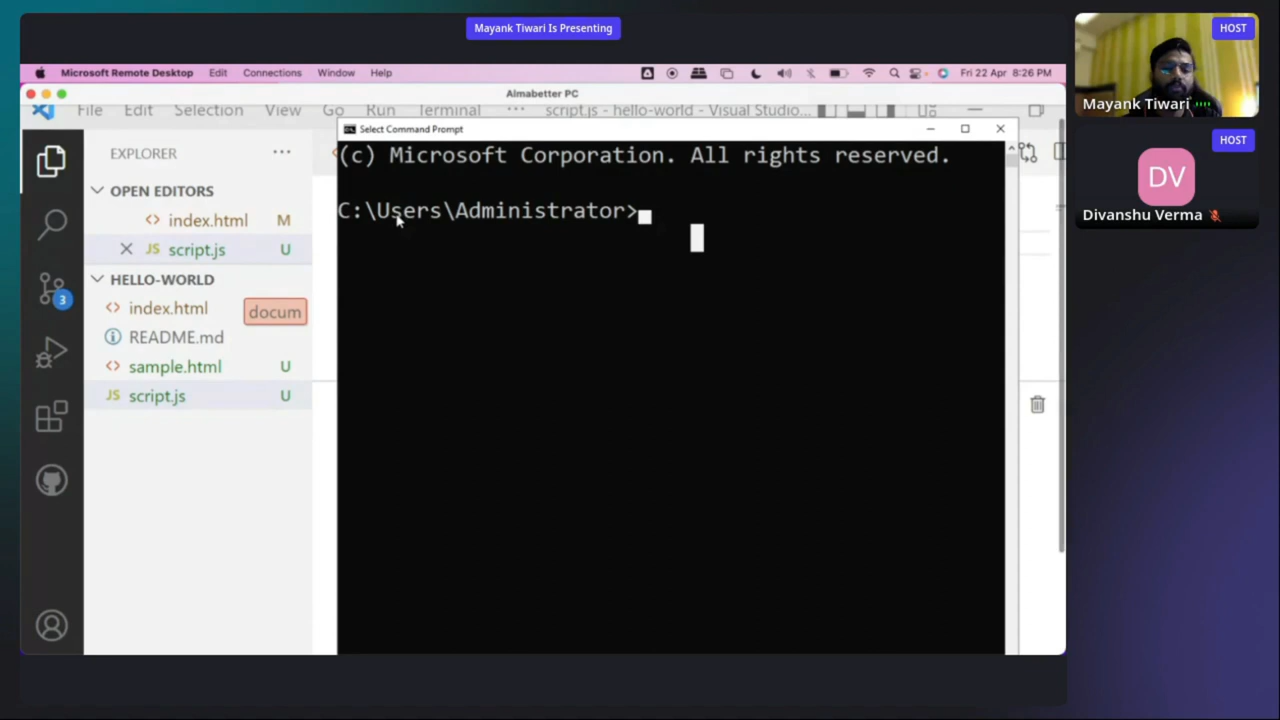 Mayank Tiwari Is Presenting
HOST
Mayank Tiwari
HOST
DV
Divanshu Verma
Microsoft Remote Desktop Edit Connections Window Help Fri 22 Apr 8:26 PM
Almabetter PC
File Edit Selection View Go Run Terminal ... script.js - hello-world - Visual Studio...
Select Command Prompt
EXPLORER ...
(c) Microsoft Corporation. All rights reserved.
OPEN EDITORS
index.html M
C:\Users\Administrator>
JS script.js U
HELLO-WORLD
3
index.html
docum
README.md
sample.html U
JS script.js U